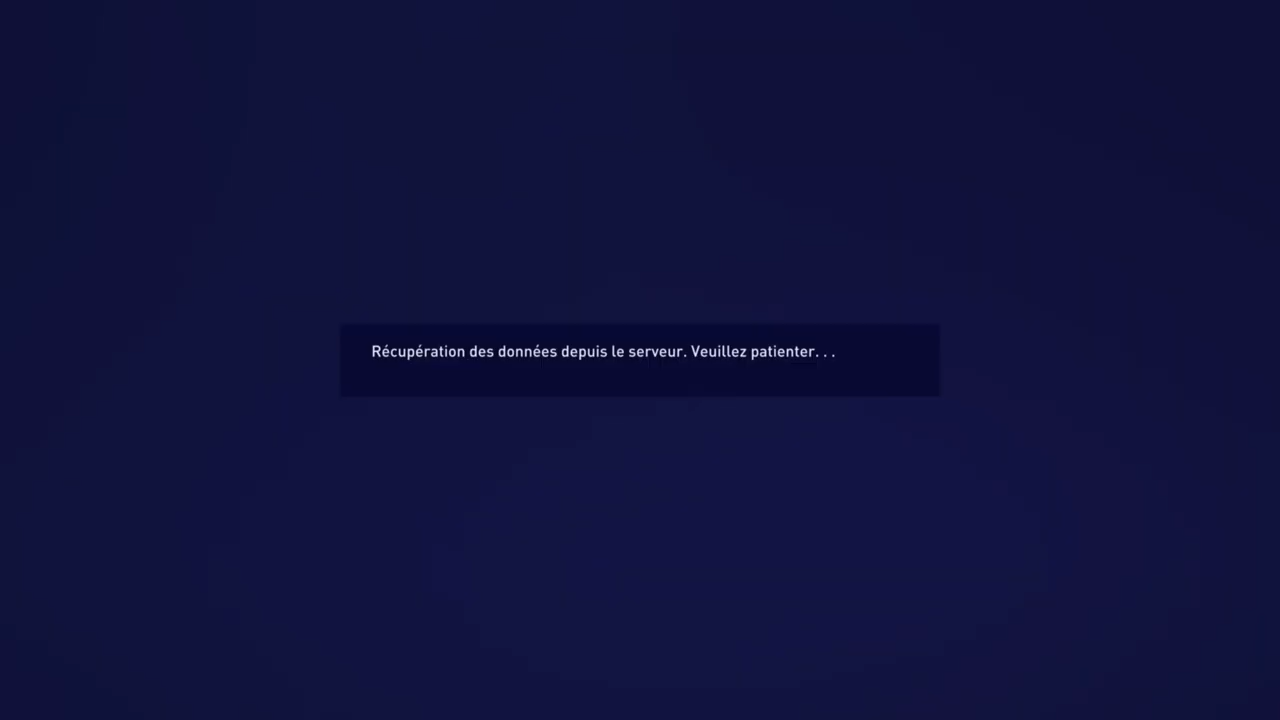 Récupération des données depuis le serveur. Veuillez patienter. . .